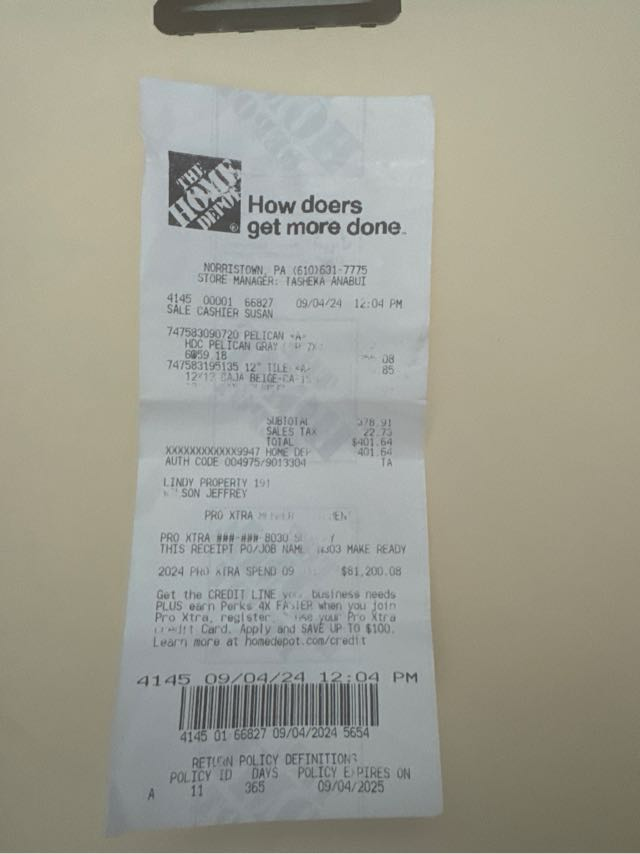 THE
HOME
DEPOT
How doers
get more done.
NORRISTOWN, PA (610)631-7775
STORE MANAGER: TASHEKA ANABUI
4145 00001 66827 09/04/24 12:04 PM
SALE CASHIER SUSAN
747583090720 PELICAN <A>
HDC PELICAN GRAY
6@59.18 08
747583195135 12" TILE <A> 85
SUBTOTAL 378.91
SALES TAX 22.73
TOTAL $401.64
XXXXXXXXXXXX9947 HOME DEP 401.64
AUTH CODE 004975/9013304 TA
LINDY PROPERTY 191
SON JEFFREY
PRO XTRA
PRO XTRA ###-###-8030
THIS RECEIPT PO/JOB NAME MAKE READY
2024 PRO XTRA SPEND 09 $81,200.08
Get the CREDIT LINE your business needs
PLUS earn Perks 4X FASTER when you join
Pro Xtra, register use your Pro Xtra
Credit Card. Apply and SAVE UP TO $100.
Learn more at homedepot.com/credit
4145 09/04/24 12:04 PM
4145 01 66827 09/04/2024 5654
RETURN POLICY DEFINITIONS
POLICY ID DAYS POLICY EXPIRES ON
A 11 365 09/04/2025